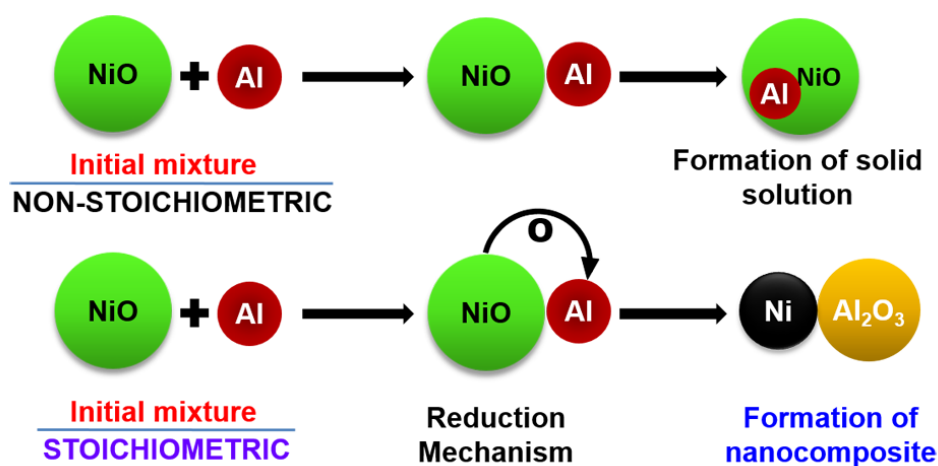 NiO + Al NiO Al Al NiO
Initial mixture
NON-STOICHIOMETRIC
Formation of solid
solution
O
NiO + Al NiO Al Ni Al₂O₃
Initial mixture
STOICHIOMETRIC
Reduction
Mechanism
Formation of
nanocomposite